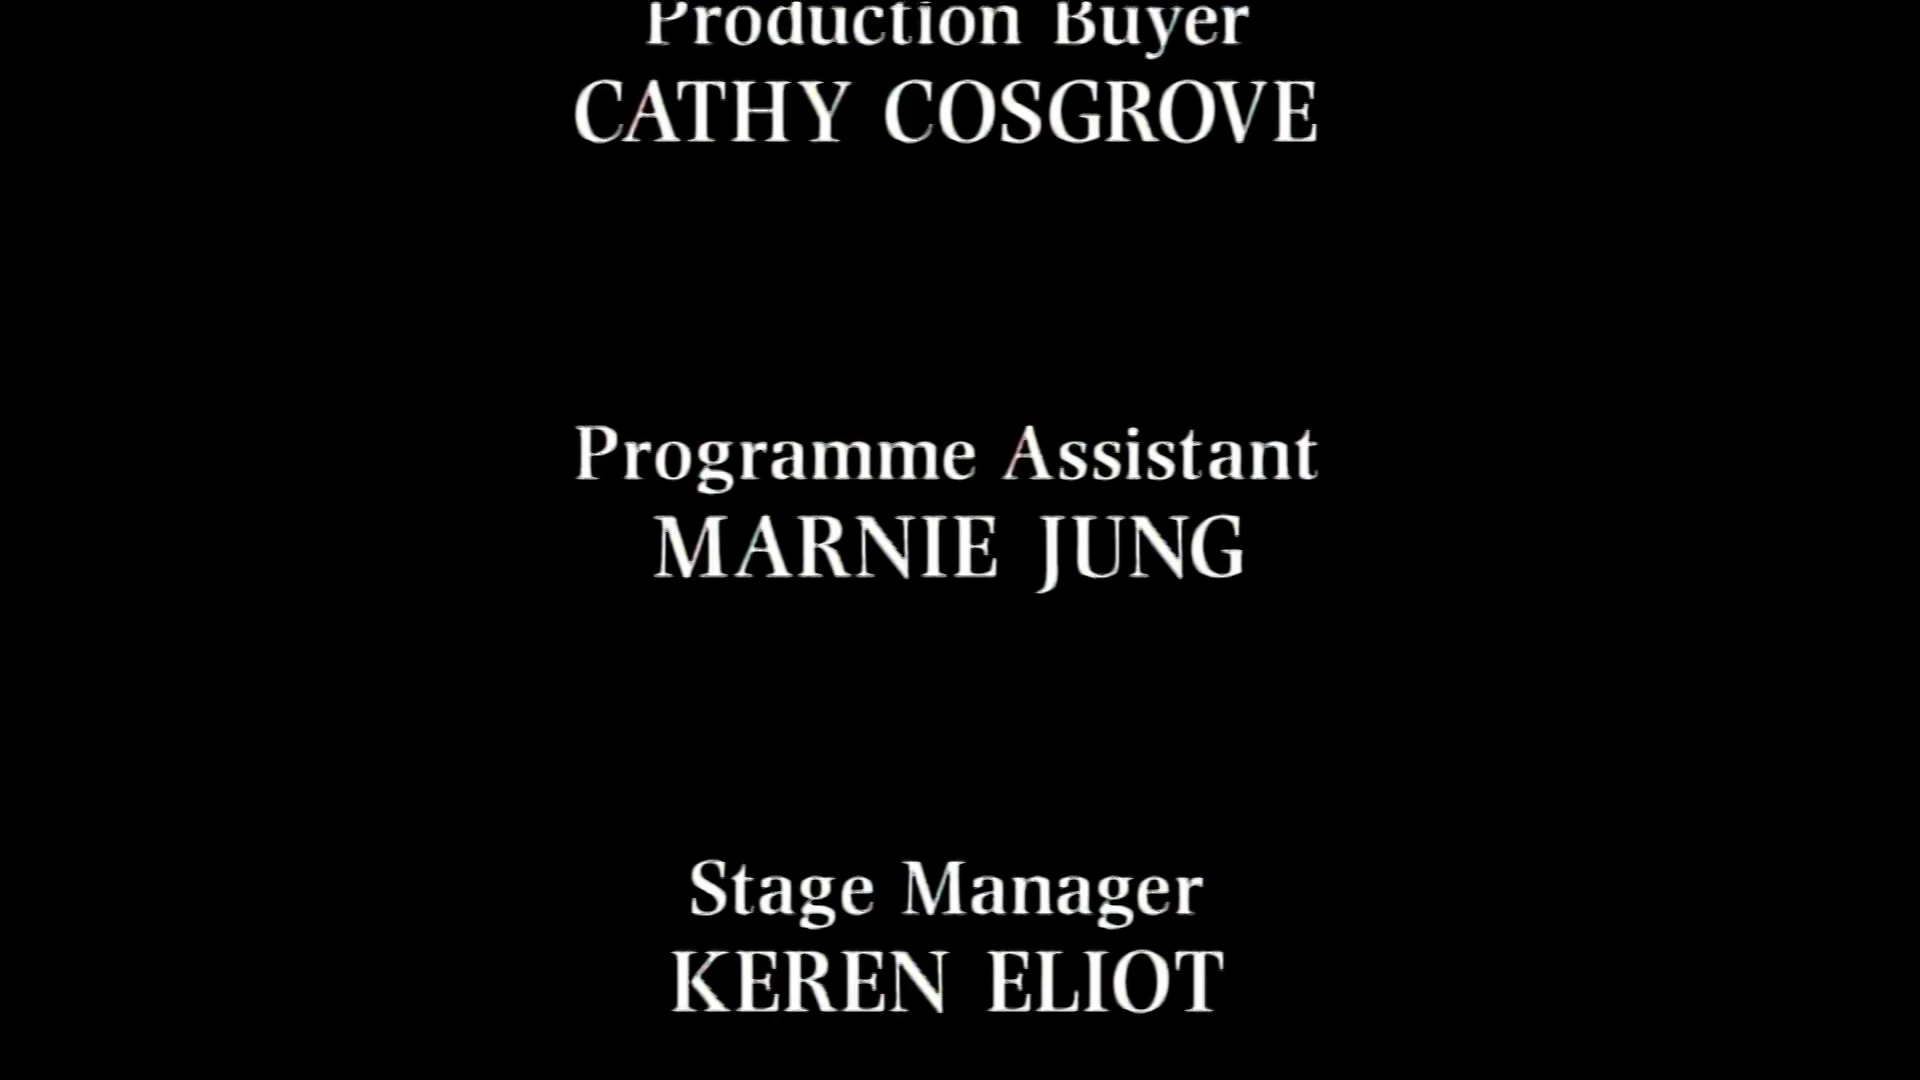 Production Buyer
CATHY COSGROVE
Programme Assistant
MARNIE JUNG
Stage Manager
KEREN ELIOT